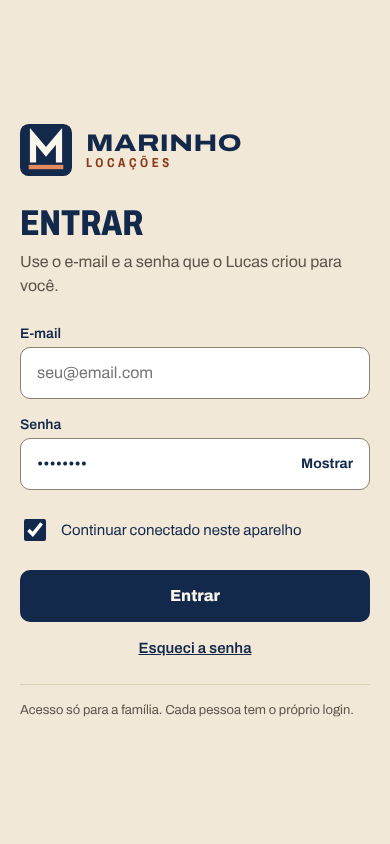 M
MARINHO
LOCAÇÕES
ENTRAR
Use o e-mail e a senha que o Lucas criou para
você.
E-mail
seu@email.com
Senha
••••••••
Mostrar
Continuar conectado neste aparelho
Entrar
Esqueci a senha
Acesso só para a família. Cada pessoa tem o próprio login.